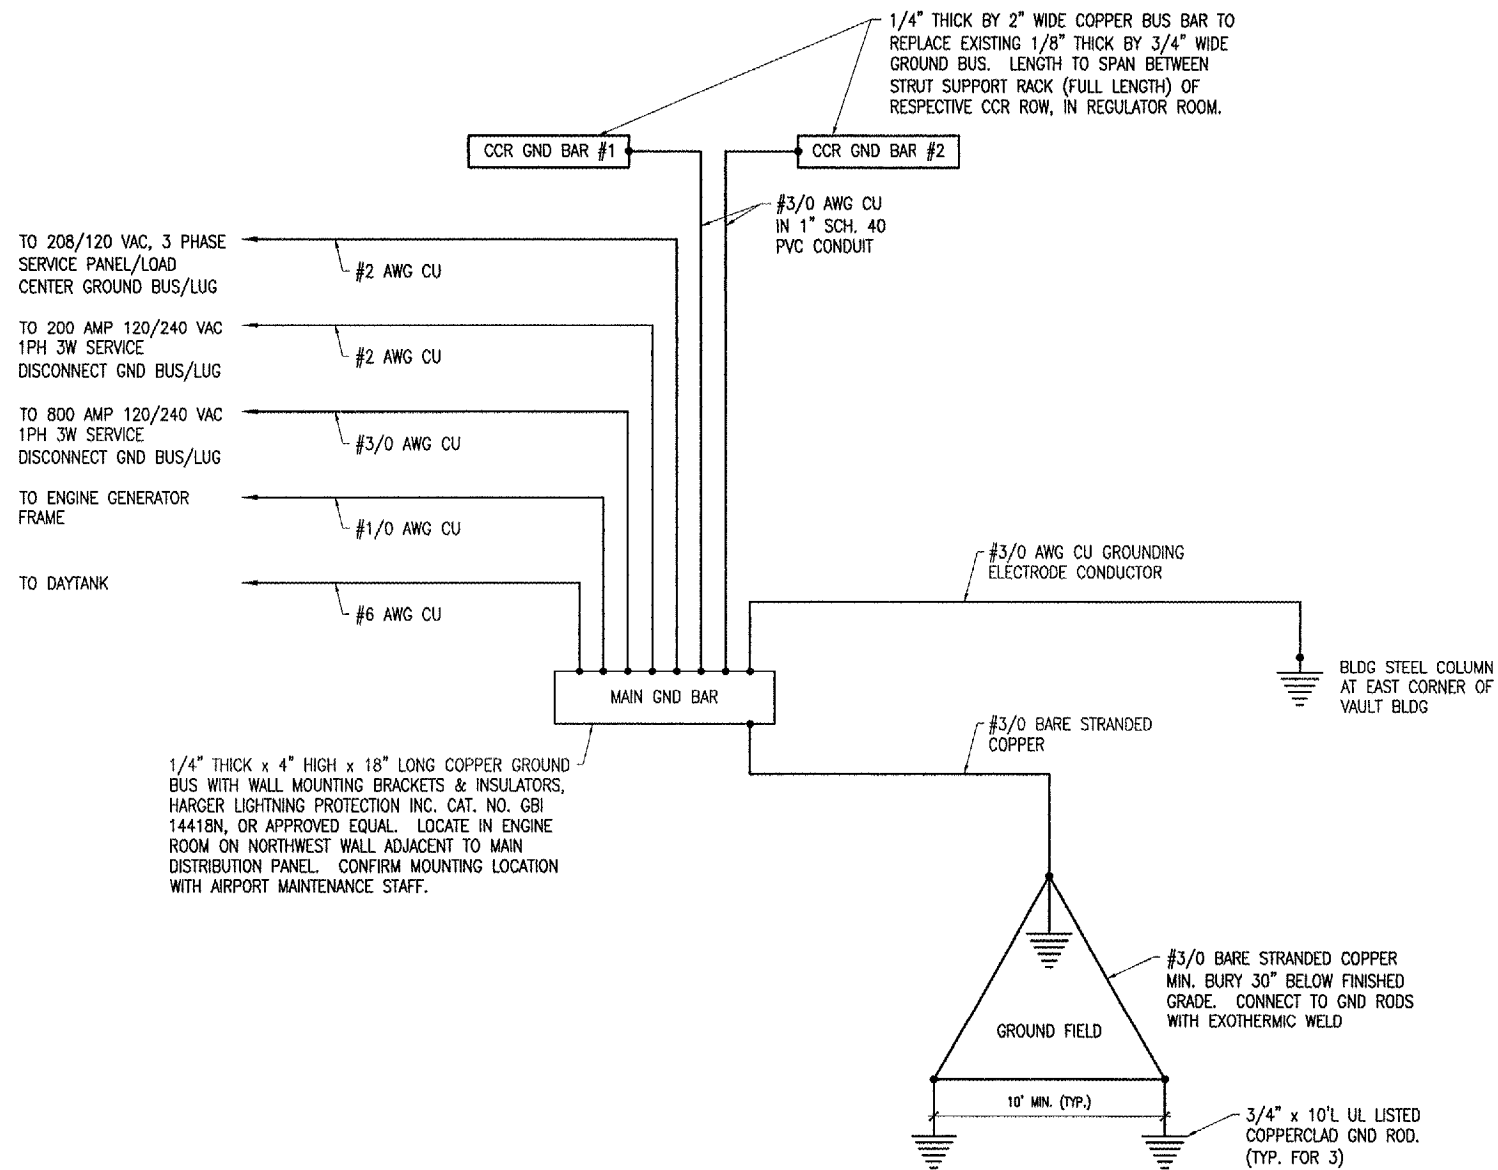 1/4" THICK BY 2" WIDE COPPER BUS BAR TO
REPLACE EXISTING 1/8" THICK BY 3/4" WIDE
GROUND BUS. LENGTH TO SPAN BETWEEN
STRUT SUPPORT RACK (FULL LENGTH) OF
RESPECTIVE CCR ROW, IN REGULATOR ROOM.
CCR GND BAR #1
CCR GND BAR #2
#3/0 AWG CU
IN 1" SCH. 40
PVC CONDUIT
TO 208/120 VAC, 3 PHASE
SERVICE PANEL/LOAD
CENTER GROUND BUS/LUG
#2 AWG CU
TO 200 AMP 120/240 VAC
1PH 3W SERVICE
DISCONNECT GND BUS/LUG
#2 AWG CU
TO 800 AMP 120/240 VAC
1PH 3W SERVICE
DISCONNECT GND BUS/LUG
#3/0 AWG CU
TO ENGINE GENERATOR
FRAME
#1/0 AWG CU
TO DAYTANK
#6 AWG CU
#3/0 AWG CU GROUNDING
ELECTRODE CONDUCTOR
BLDG STEEL COLUMN
AT EAST CORNER OF
VAULT BLDG
MAIN GND BAR
#3/0 BARE STRANDED
COPPER
1/4" THICK x 4" HIGH x 18" LONG COPPER GROUND
BUS WITH WALL MOUNTING BRACKETS & INSULATORS,
HARGER LIGHTNING PROTECTION INC. CAT. NO. GBI
14418N, OR APPROVED EQUAL. LOCATE IN ENGINE
ROOM ON NORTHWEST WALL ADJACENT TO MAIN
DISTRIBUTION PANEL. CONFIRM MOUNTING LOCATION
WITH AIRPORT MAINTENANCE STAFF.
#3/0 BARE STRANDED COPPER
MIN. BURY 30" BELOW FINISHED
GRADE. CONNECT TO GND RODS
WITH EXOTHERMIC WELD
GROUND FIELD
10' MIN. (TYP.)
3/4" x 10'L UL LISTED
COPPERCLAD GND ROD.
(TYP. FOR 3)